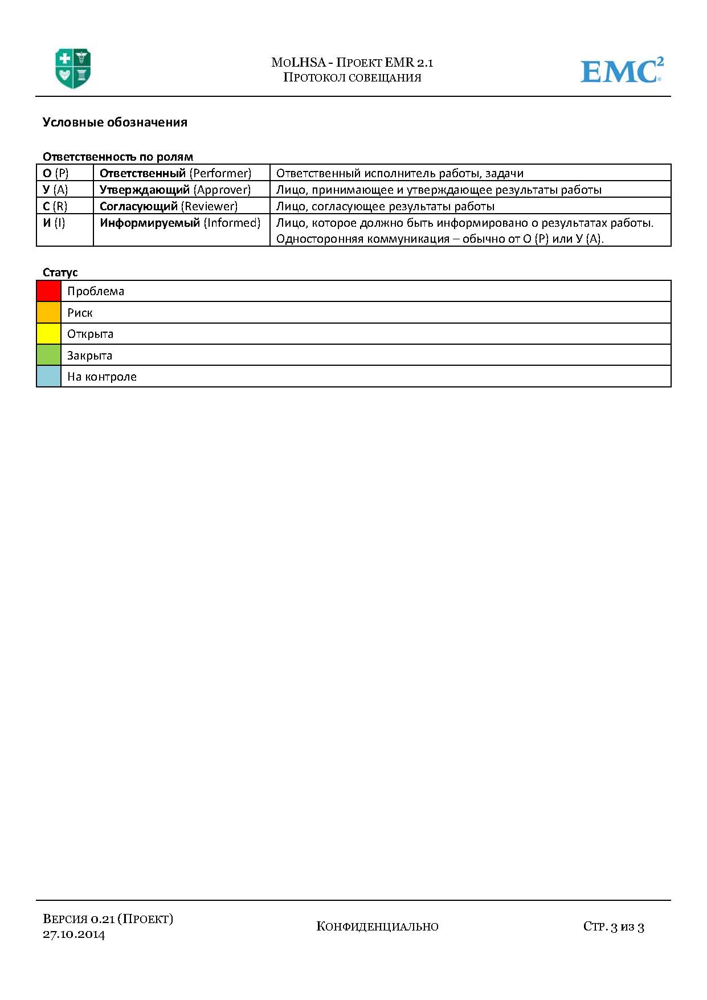 MoLHSA - Проект EMR 2.1
Протокол совещания
EMC²
Условные обозначения
Ответственность по ролям
О (P) Ответственный (Performer) Ответственный исполнитель работы, задачи
У (A) Утверждающий (Approver) Лицо, принимающее и утверждающее результаты работы
С (R) Согласующий (Reviewer) Лицо, согласующее результаты работы
И (I) Информируемый (Informed) Лицо, которое должно быть информировано о результатах работы.
Односторонняя коммуникация – обычно от О (P) или У (A).
Статус
Проблема
Риск
Открыта
Закрыта
На контроле
Версия 0.21 (Проект)
27.10.2014
Конфиденциально
Стр. 3 из 3